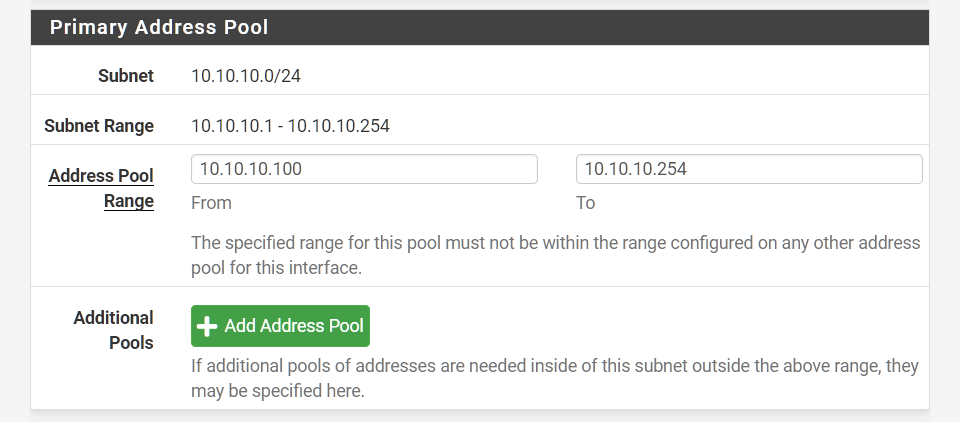 Primary Address Pool
Subnet 10.10.10.0/24
Subnet Range 10.10.10.1 - 10.10.10.254
Address Pool Range
10.10.10.100 10.10.10.254
From To
The specified range for this pool must not be within the range configured on any other address
pool for this interface.
Additional
Pools
Add Address Pool
If additional pools of addresses are needed inside of this subnet outside the above range, they
may be specified here.